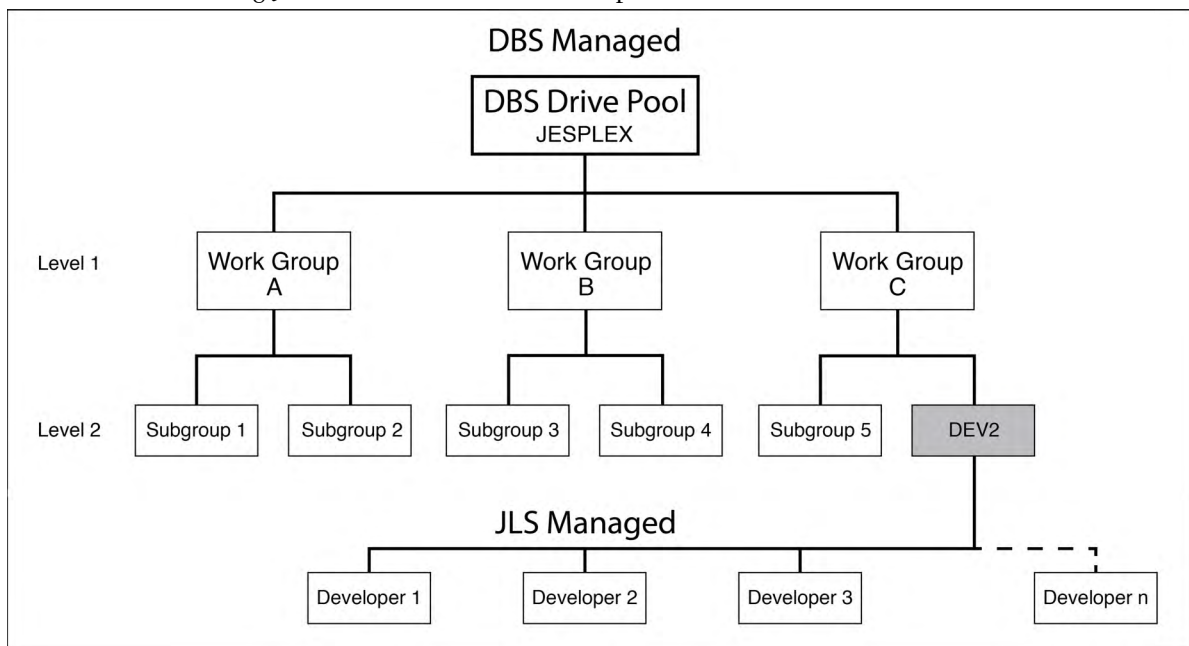 DBS Managed
DBS Drive Pool
JESPLEX
Level 1
Work Group
A
Work Group
B
Work Group
C
Level 2
Subgroup 1
Subgroup 2
Subgroup 3
Subgroup 4
Subgroup 5
DEV2
JLS Managed
Developer 1
Developer 2
Developer 3
Developer n